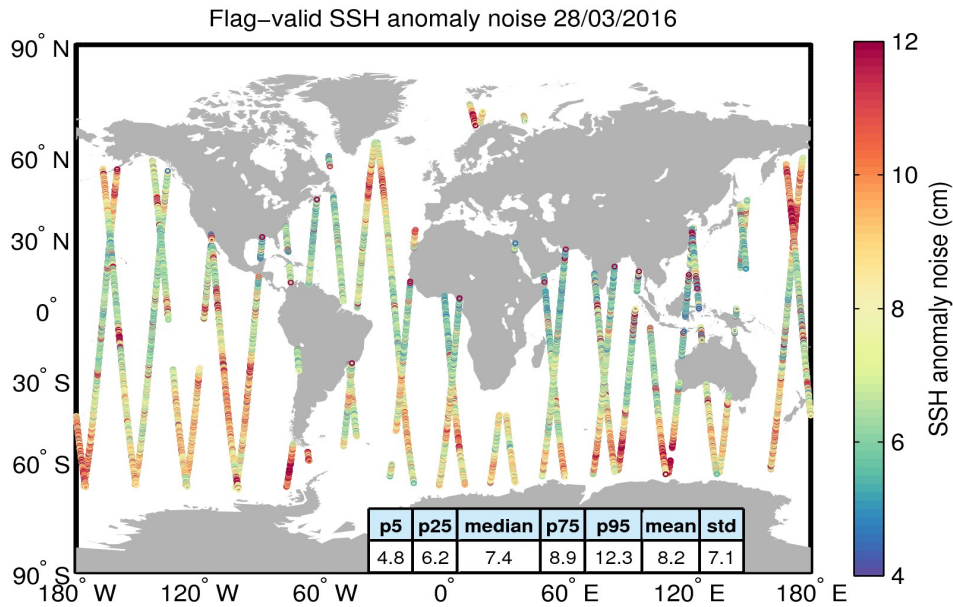 Flag−valid SSH anomaly noise 28/03/2016
90° N
60° N
30° N
0°
30° S
60° S
90° S
180° W
120° W
60° W
0°
60° E
120° E
180° E
p5 p25 median p75 p95 mean std
4.8 6.2 7.4 8.9 12.3 8.2 7.1
12
10
8
6
4
SSH anomaly noise (cm)